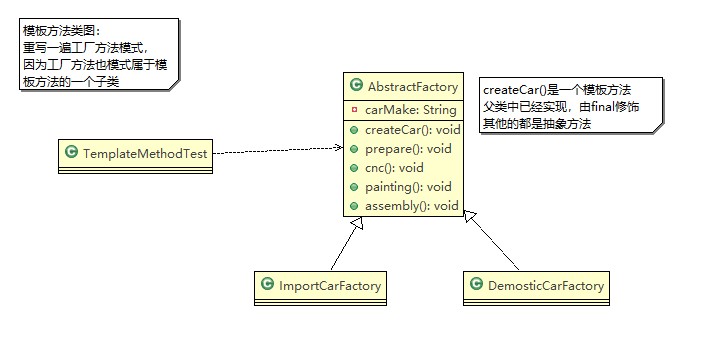 模板方法类图:
重写一遍工厂方法模式,
因为工厂方法也模式属于模
板方法的一个子类
AbstractFactory
carMake: String
createCar(): void
prepare(): void
cnc(): void
painting(): void
assembly(): void
createCar()是一个模板方法
父类中已经实现，由final修饰
其他的都是抽象方法
TemplateMethodTest
ImportCarFactory
DemosticCarFactory